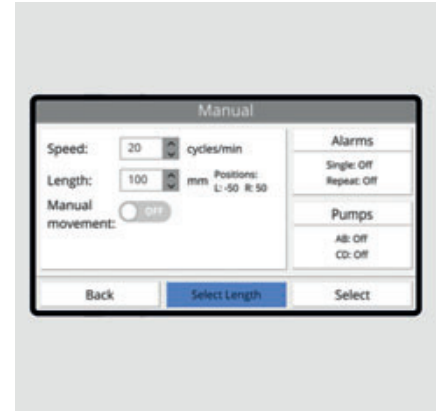 Manual
Speed: 20 cycles/min
Length: 100 mm Positions: L: -50 R: 50
Manual movement: OFF
Alarms
Single: Off
Repeat: Off
Pumps
AB: Off
CD: Off
Back Select Length Select